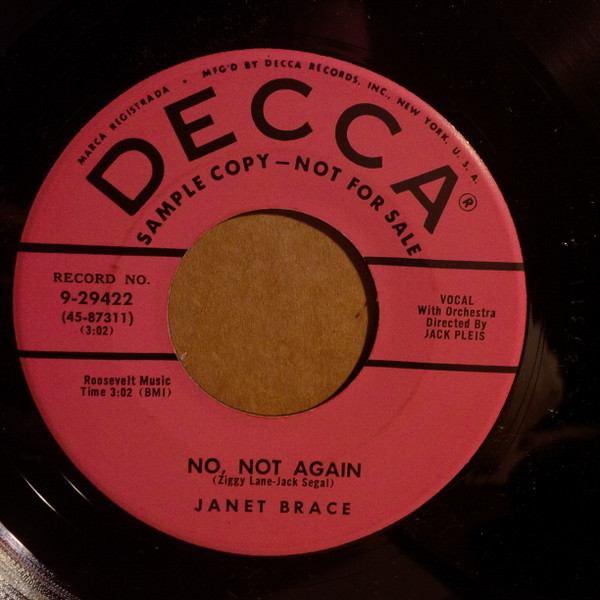 MARCA REGISTRADA • MFG'D BY DECCA RECORDS, INC., NEW YORK, U. S. A.
DECCA ®
SAMPLE COPY—NOT FOR SALE
RECORD NO.
9-29422
(45-87311)
(3:02)
VOCAL
With Orchestra
Directed By
JACK PLEIS
Roosevelt Music
Time 3:02 (BMI)
NO, NOT AGAIN
(Ziggy Lane-Jack Segal)
JANET BRACE